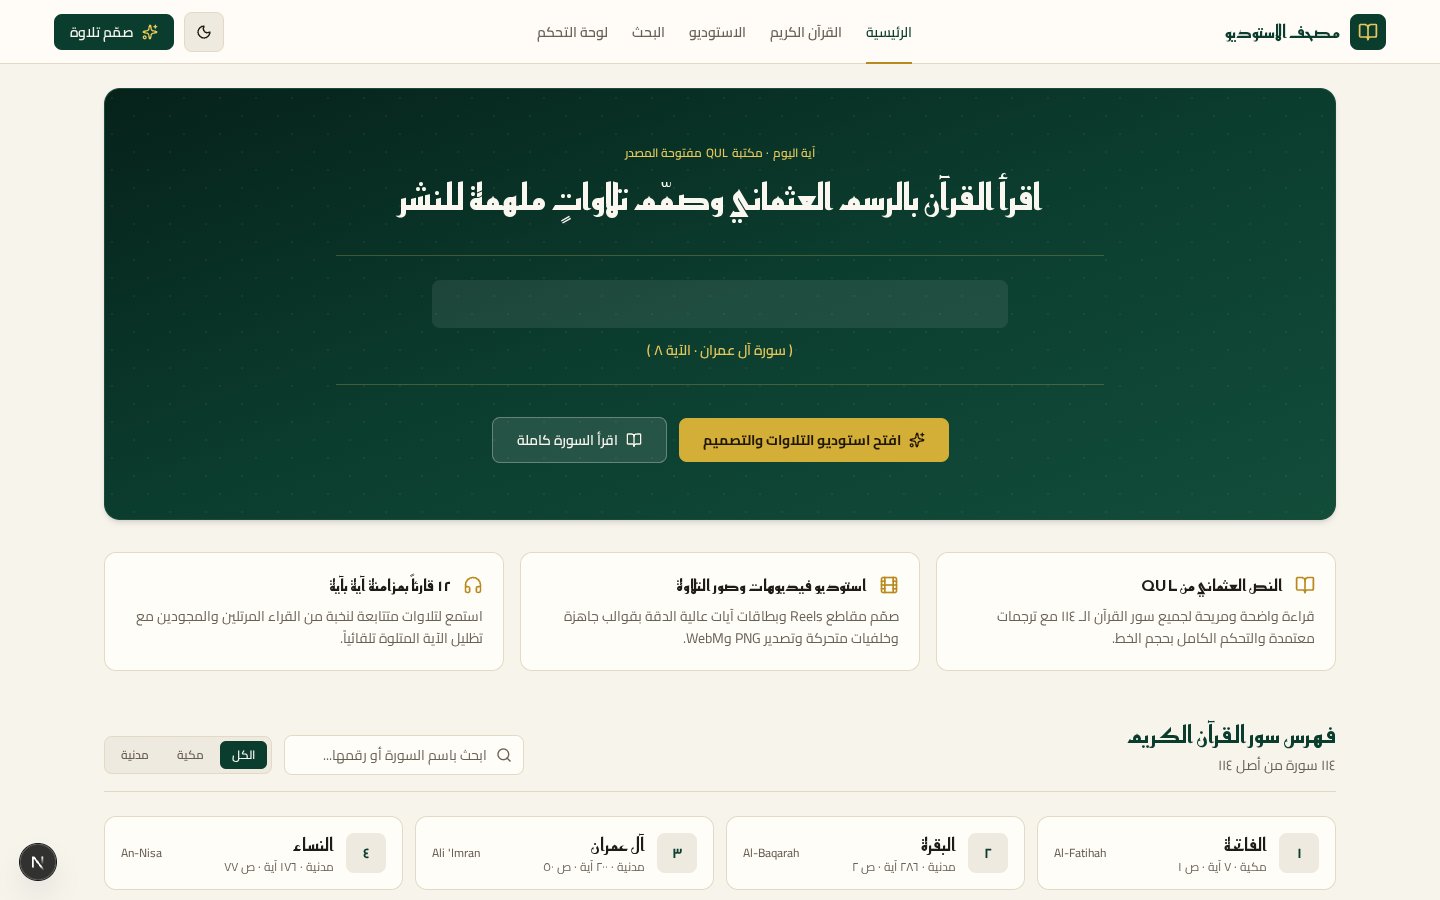 مصحف الاستوديو
الرئيسية
القرآن الكريم
الاستوديو
البحث
لوحة التحكم
صمّم تلاوة
آية اليوم · مكتبة QUL مفتوحة المصدر
اقرأ القرآن بالرسم العثماني وصمّم تلاواتٍ ملهمة للنشر
( سورة آل عمران · الآية ٨ )
افتح استوديو التلاوات والتصميم
اقرأ السورة كاملة
النص العثماني من QUL
قراءة واضحة ومريحة لجميع سور القرآن الـ ١١٤ مع ترجمات
معتمدة والتحكم الكامل بحجم الخط.
استوديو فيديوهات وصور التلاوة
صمّم مقاطع Reels وبطاقات آيات عالية الدقة بقوالب جاهزة
وخلفيات متحركة وتصدير PNG وWebM.
١٢ قارئاً بمزامنة آية بآية
استمع لتلاوات متتابعة لنخبة من القراء المرتلين والمجودين مع
تظليل الآية المتلوة تلقائياً.
فهرس سور القرآن الكريم
١١٤ سورة من أصل ١١٤
ابحث باسم السورة أو رقمها...
الكل
مكية
مدنية
١
الفاتحة
مكية · ٧ آية · ص ١
Al-Fatihah
٢
البقرة
مدنية · ٢٨٦ آية · ص ٢
Al-Baqarah
٣
آل عمران
مدنية · ٢٠٠ آية · ص ٥٠
Ali 'Imran
٤
النساء
مدنية · ١٧٦ آية · ص ٧٧
An-Nisa
N